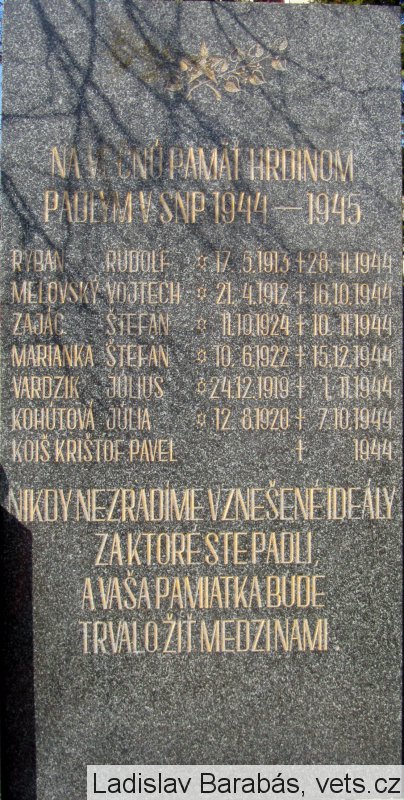 NA VEČNÚ PAMÄŤ HRDINOM
PADLÝM V SNP 1944 — 1945
RYBAN RUDOLF ¤ 17. 5.1913 + 28. 11.1944
MELOVSKÝ VOJTECH ¤ 21. 4.1912 + 16.10.1944
ZAJAC ŠTEFAN ¤ 11.10.1924 + 10. 11.1944
MARIANKA ŠTEFAN ¤ 10. 6.1922 + 15.12.1944
VARDZIK JÚLIUS ¤ 24.12.1919 + 1. 11.1944
KOHÚTOVÁ JÚLIA ¤ 12. 8.1920 + 7.10.1944
KOIŠ KRIŠTOF PAVEL + 1944
NIKDY NEZRADÍME VZNEŠENÉ IDEÁLY
ZA KTORÉ STE PADLI,
A VAŠA PAMIATKA BUDE
TRVALO ŽIŤ MEDZI NAMI.
Ladislav Barabás, vets.cz